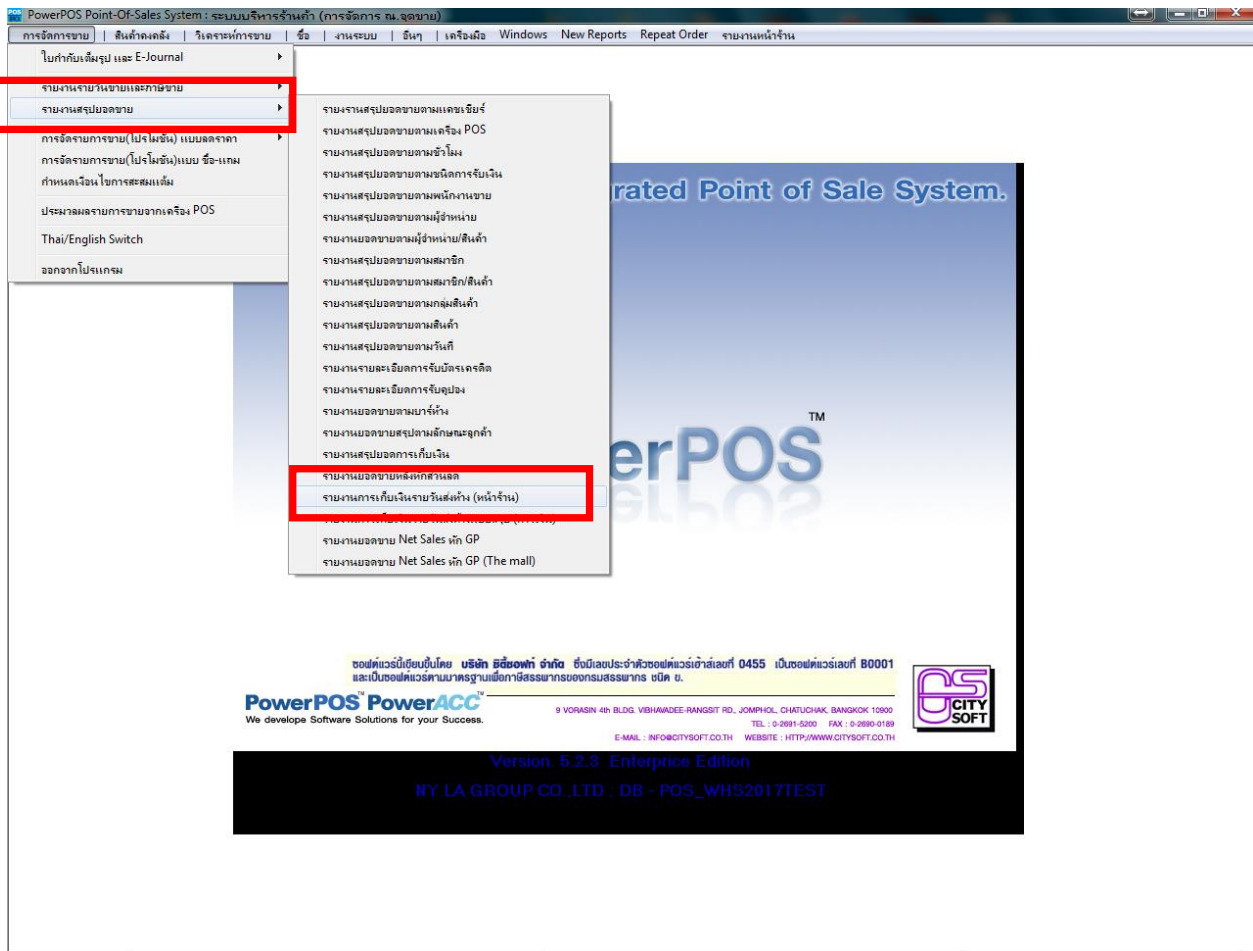 PowerPOS Point-Of-Sales System : ระบบบริหารร้านค้า (การจัดการ ณ.จุดขาย)
การจัดการขาย | สินค้าคงคลัง | วิเคราะห์การขาย | ซื้อ | งานระบบ | อื่นๆ | เครื่องมือ Windows New Reports Repeat Order รายงานหน้าร้าน
ใบกำกับเต็มรูป และ E-Journal
รายงานรายวันขายและภาษีขาย
รายงานสรุปยอดขาย
การจัดรายการขาย(โปรโมชั่น) แบบลดราคา
การจัดรายการขาย(โปรโมชั่น)แบบ ซื้อ-แถม
กำหนดเงื่อนไขการสะสมแต้ม
ประมวลผลรายการขายจากเครื่อง POS
Thai/English Switch
ออกจากโปรแกรม
รายงานสรุปยอดขายตามแคชเชียร์
รายงานสรุปยอดขายตามเครื่อง POS
รายงานสรุปยอดขายตามชั่วโมง
รายงานสรุปยอดขายตามชนิดการรับเงิน
รายงานสรุปยอดขายตามพนักงานขาย
รายงานสรุปยอดขายตามผู้จำหน่าย
รายงานยอดขายตามผู้จำหน่าย/สินค้า
รายงานสรุปยอดขายตามสมาชิก
รายงานสรุปยอดขายตามสมาชิก/สินค้า
รายงานสรุปยอดขายตามกลุ่มสินค้า
รายงานสรุปยอดขายตามสินค้า
รายงานสรุปยอดขายตามวันที่
รายงานรายละเอียดการรับบัตรเครดิต
รายงานรายละเอียดการรับคูปอง
รายงานยอดขายตามบาร์ห้าง
รายงานยอดขายสรุปตามลักษณะลูกค้า
รายงานสรุปยอดการเก็บเงิน
รายงานยอดขายหลังหักส่วนลด
รายงานการเก็บเงินรายวันส่งห้าง (หน้าร้าน)
รายงานยอดขาย Net Sales หัก GP
รายงานยอดขาย Net Sales หัก GP (The mall)
rated Point of Sale System.
erPOS TM
ซอฟต์แวร์นี้เขียนขึ้นโดย บริษัท ซิตี้ซอฟท์ จำกัด ซึ่งมีเลขประจำตัวซอฟต์แวร์เฮ้าส์เลขที่ 0455 เป็นซอฟต์แวร์เลขที่ B0001
และเป็นซอฟต์แวร์ตามมาตรฐานเพื่อภาษีสรรพากรของกรมสรรพากร ชนิด ข.
PowerPOS™ PowerACC™
We develope Software Solutions for your Success.
9 VORASIN 4th BLDG. VIBHAVADEE-RANGSIT RD., JOMPHOL, CHATUCHAK, BANGKOK 10900
TEL : 0-2691-5200 FAX : 0-2690-0189
E-MAIL : INFO@CITYSOFT.CO.TH WEBSITE : HTTP://WWW.CITYSOFT.CO.TH
CITY
SOFT
Version 5.2.3 Enterprice Edition
NY LA GROUP CO.,LTD ; DB - POS_WHS2017TEST